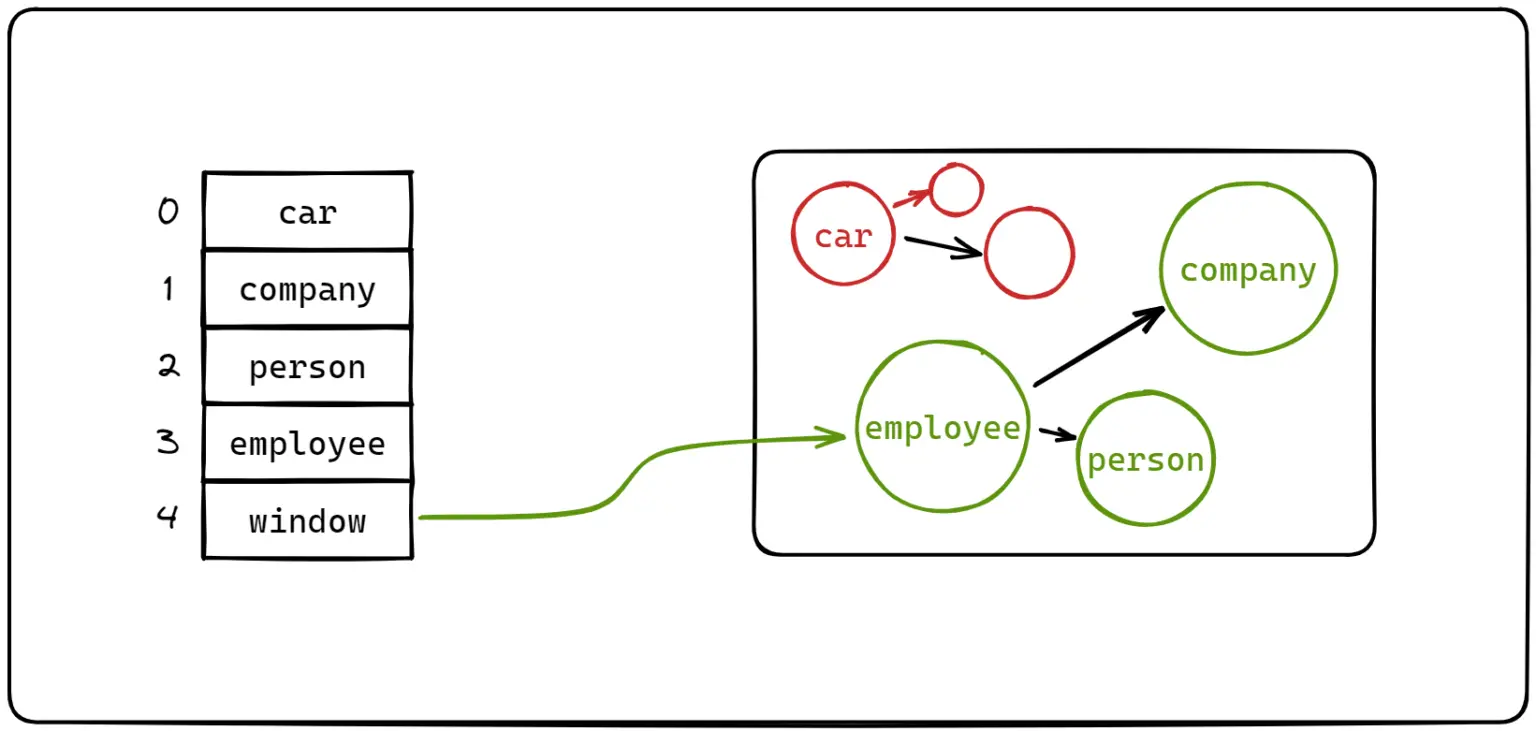 0 car
1 company
2 person
3 employee
4 window
car
company
employee
person